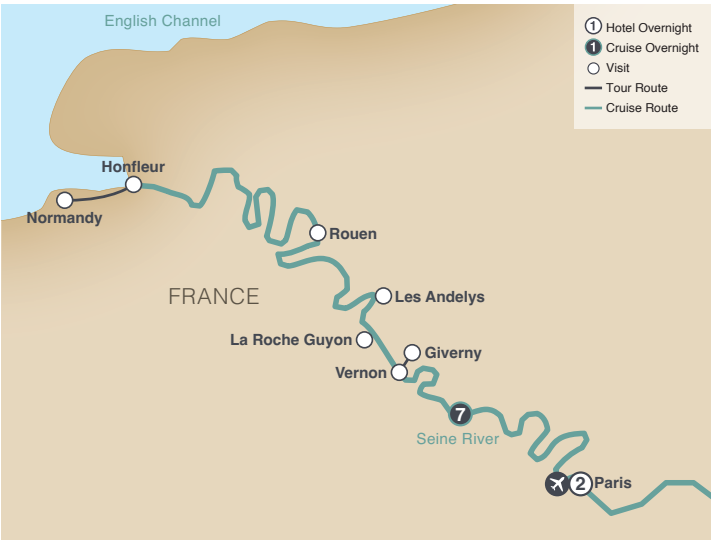 English Channel
1 Hotel Overnight
1 Cruise Overnight
Visit
Tour Route
Cruise Route
Honfleur
Normandy
Rouen
FRANCE
Les Andelys
La Roche Guyon
Giverny
Vernon
7
Seine River
2 Paris